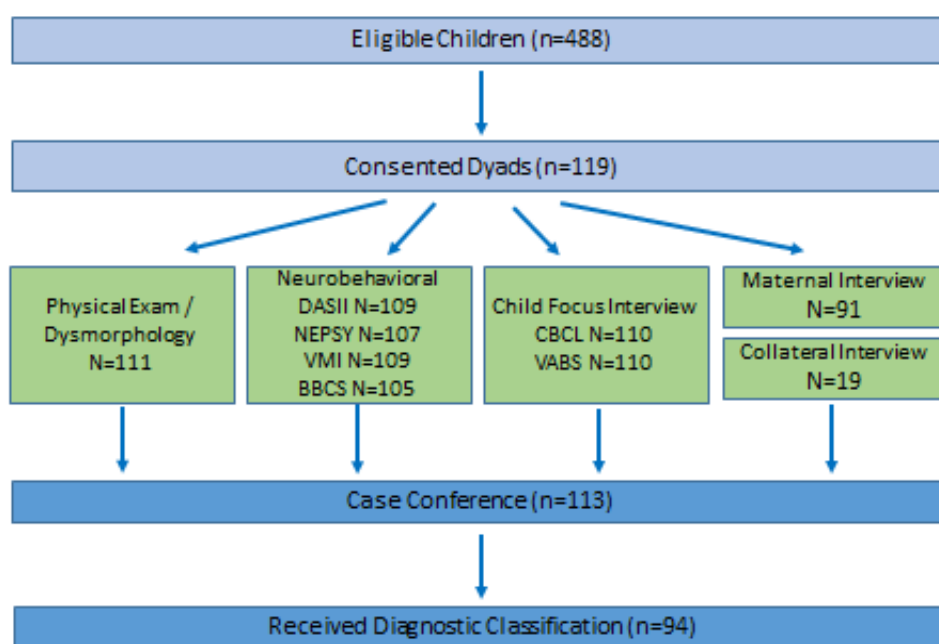 Eligible Children (n=488)
Consented Dyads (n=119)
Physical Exam /
Dysmorphology
N=111
Neurobehavioral
DASII N=109
NEPSY N=107
VMI N=109
BBCS N=105
Child Focus Interview
CBCL N=110
VABS N=110
Maternal Interview
N=91
Collateral Interview
N=19
Case Conference (n=113)
Received Diagnostic Classification (n=94)